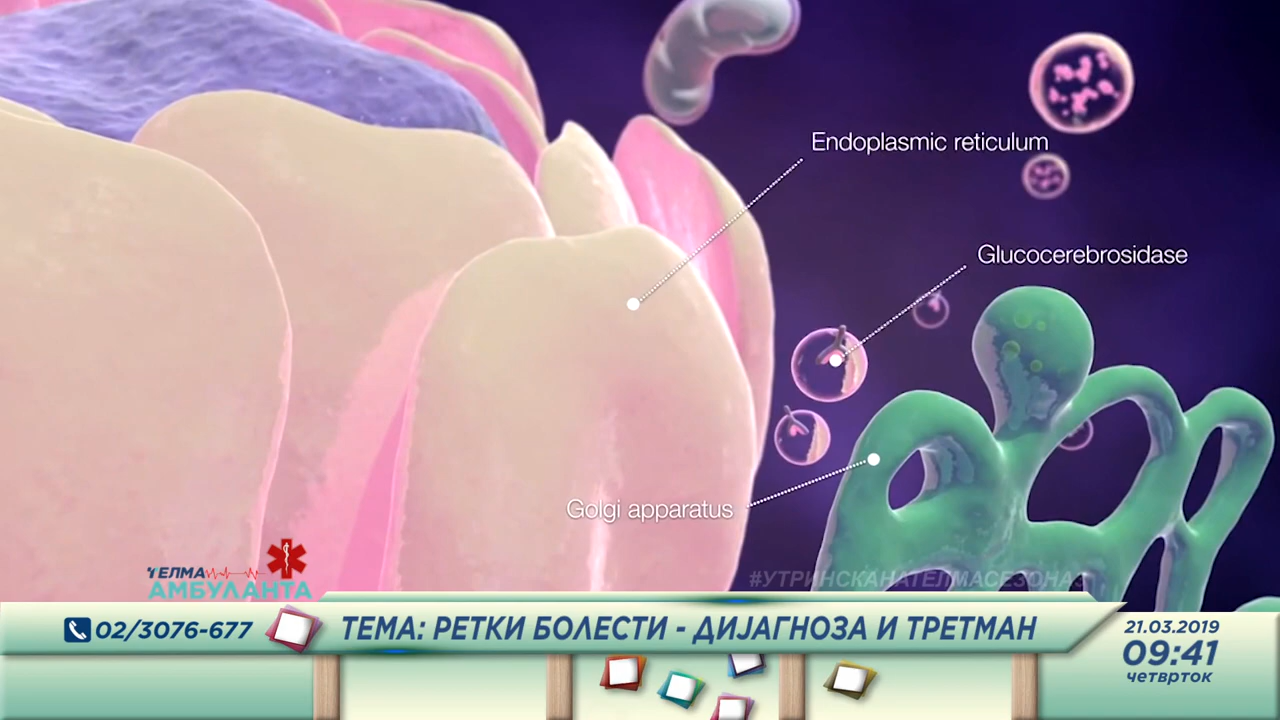 Endoplasmic reticulum
Glucocerebrosidase
Golgi apparatus
ТЕЛМА
АМБУЛАНТА
#УТРИНСКАНАТЕЛМАСЕЗОНА3
02/3076-677
ТЕМА: РЕТКИ БОЛЕСТИ - ДИЈАГНОЗА И ТРЕТМАН
21.03.2019
09:41
четврток